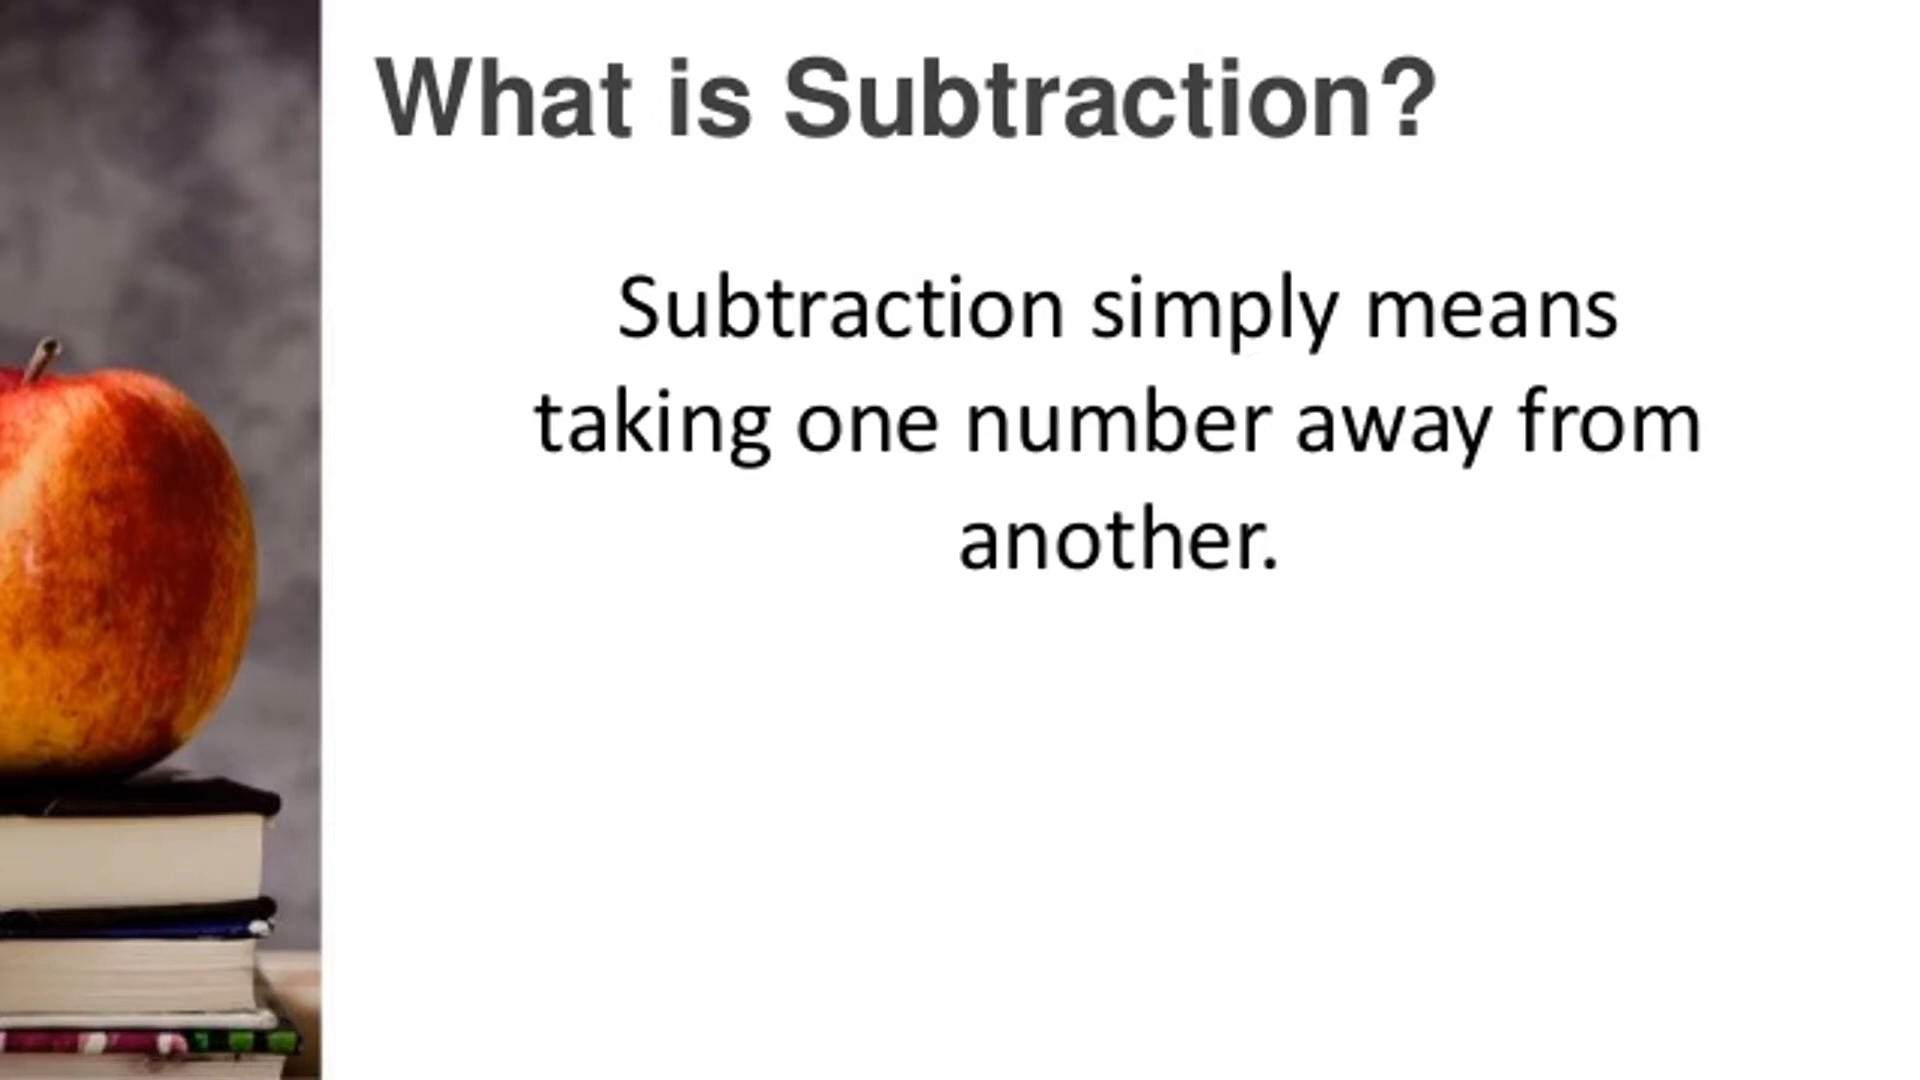 What is Subtraction?
Subtraction simply means
taking one number away from
another.